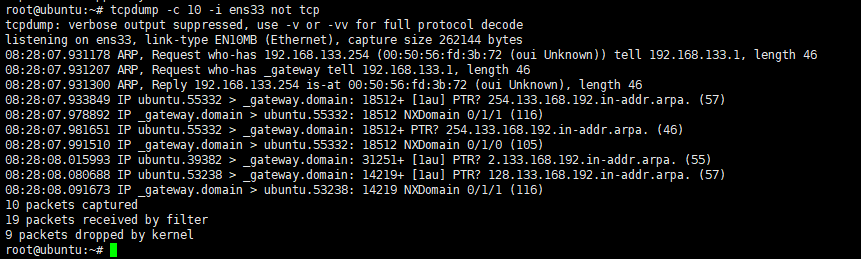 root@ubuntu:~# tcpdump -c 10 -i ens33 not tcp
tcpdump: verbose output suppressed, use -v or -vv for full protocol decode
listening on ens33, link-type EN10MB (Ethernet), capture size 262144 bytes
08:28:07.931178 ARP, Request who-has 192.168.133.254 (00:50:56:fd:3b:72 (oui Unknown)) tell 192.168.133.1, length 46
08:28:07.931207 ARP, Request who-has _gateway tell 192.168.133.1, length 46
08:28:07.931300 ARP, Reply 192.168.133.254 is-at 00:50:56:fd:3b:72 (oui Unknown), length 46
08:28:07.933849 IP ubuntu.55332 > _gateway.domain: 18512+ [1au] PTR? 254.133.168.192.in-addr.arpa. (57)
08:28:07.978892 IP _gateway.domain > ubuntu.55332: 18512 NXDomain 0/1/1 (116)
08:28:07.981651 IP ubuntu.55332 > _gateway.domain: 18512+ PTR? 254.133.168.192.in-addr.arpa. (46)
08:28:07.991510 IP _gateway.domain > ubuntu.55332: 18512 NXDomain 0/1/0 (105)
08:28:08.015993 IP ubuntu.39382 > _gateway.domain: 31251+ [1au] PTR? 2.133.168.192.in-addr.arpa. (55)
08:28:08.080688 IP ubuntu.53238 > _gateway.domain: 14219+ [1au] PTR? 128.133.168.192.in-addr.arpa. (57)
08:28:08.091673 IP _gateway.domain > ubuntu.53238: 14219 NXDomain 0/1/1 (116)
10 packets captured
19 packets received by filter
9 packets dropped by kernel
root@ubuntu:~#